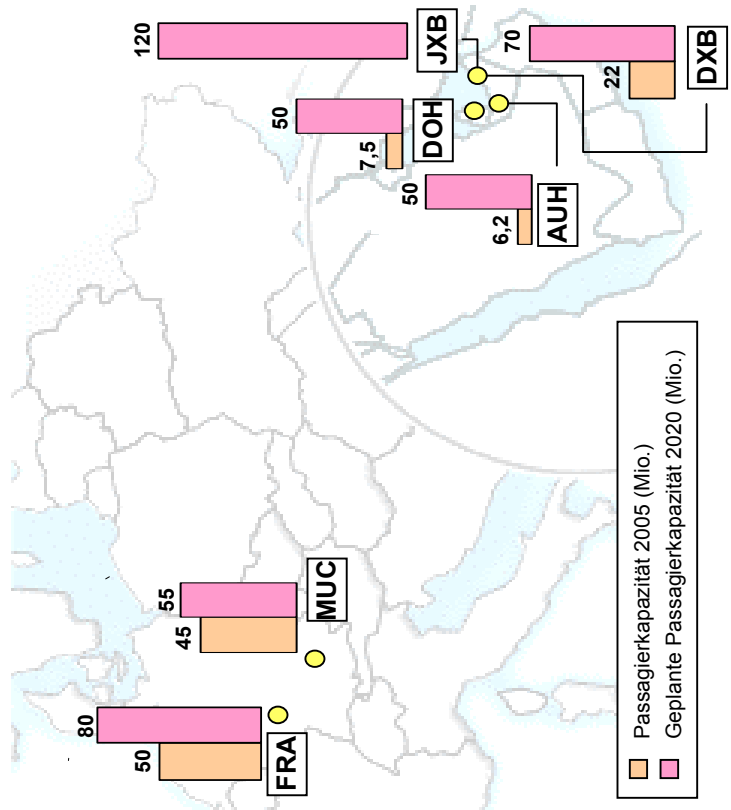 50
80
FRA
45
55
MUC
7,5
50
DOH
120
JXB
6,2
50
AUH
22
70
DXB
Passagierkapazität 2005 (Mio.)
Geplante Passagierkapazität 2020 (Mio.)